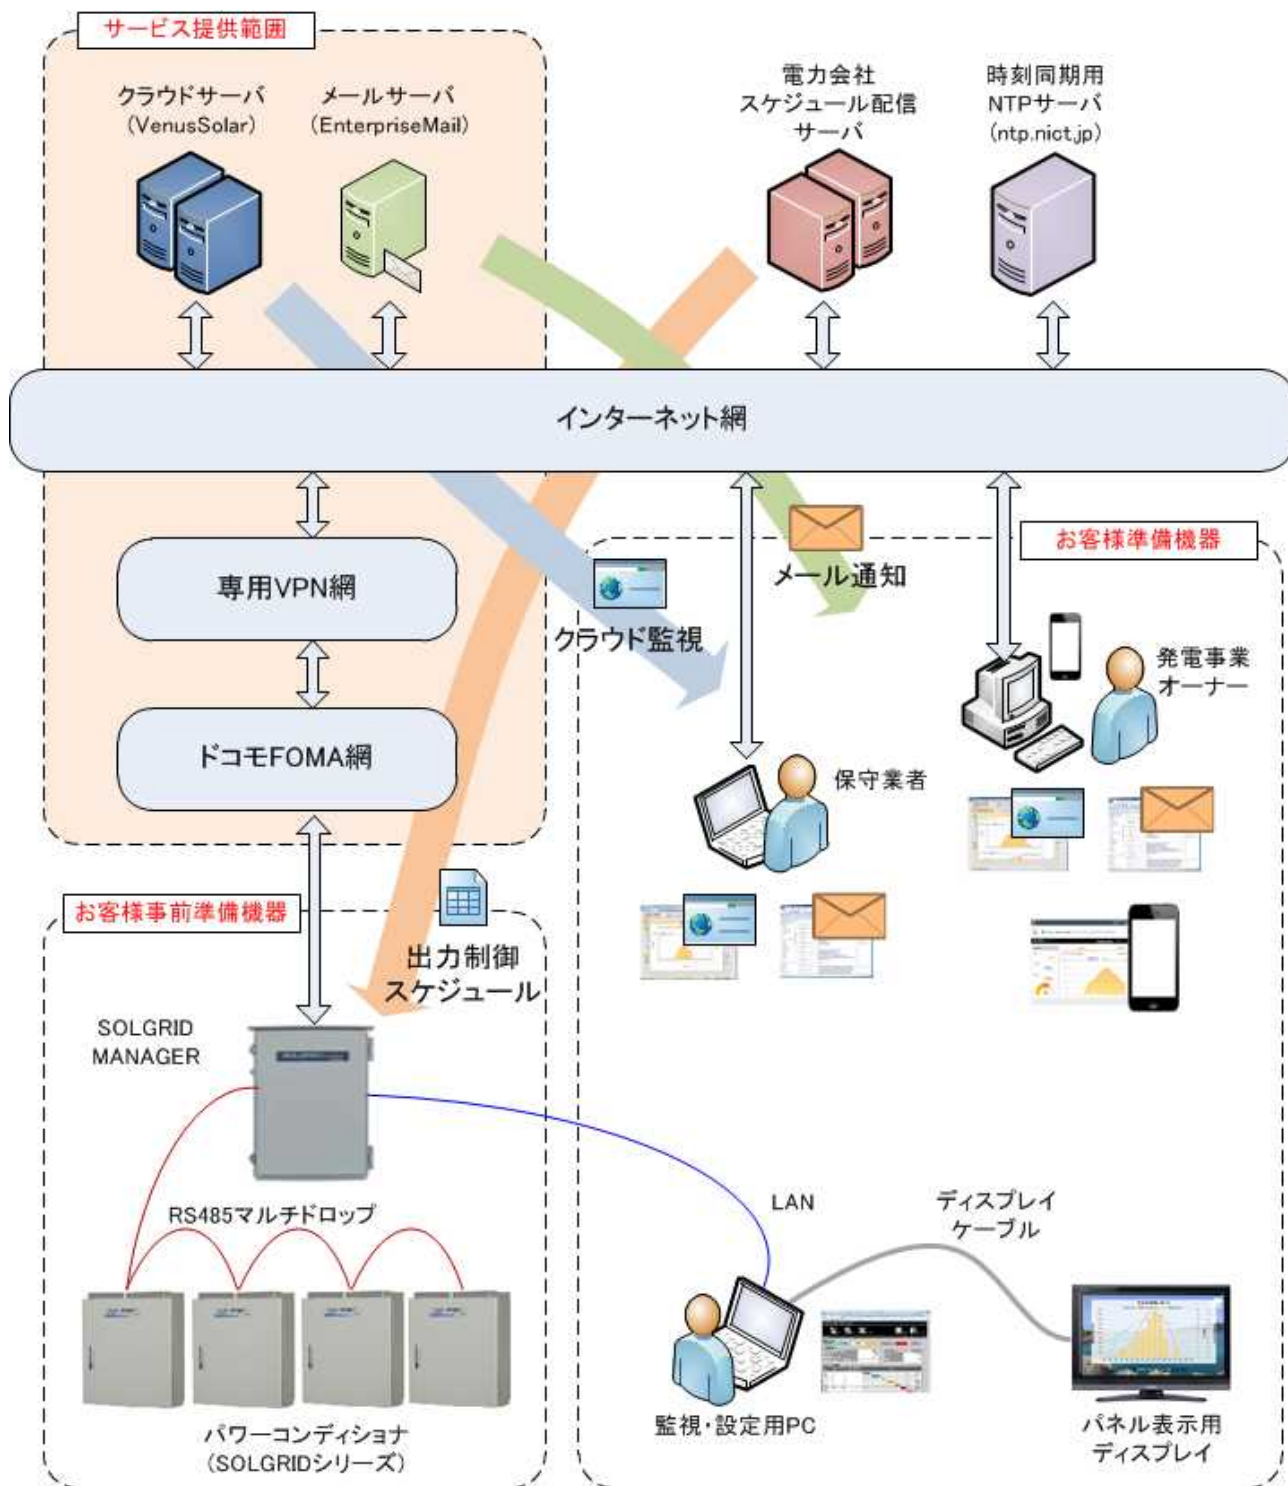 サービス提供範囲
クラウドサーバ
(VenusSolar)
メールサーバ
(EnterpriseMail)
電力会社
スケジュール配信
サーバ
時刻同期用
NTPサーバ
(ntp.nict.jp)
インターネット網
専用VPN網
ドコモFOMA網
クラウド監視
メール通知
お客様準備機器
発電事業
オーナー
保守業者
お客様事前準備機器
出力制御
スケジュール
SOLGRID
MANAGER
RS485マルチドロップ
LAN
ディスプレイ
ケーブル
パワーコンディショナ
(SOLGRIDシリーズ)
監視・設定用PC
パネル表示用
ディスプレイ